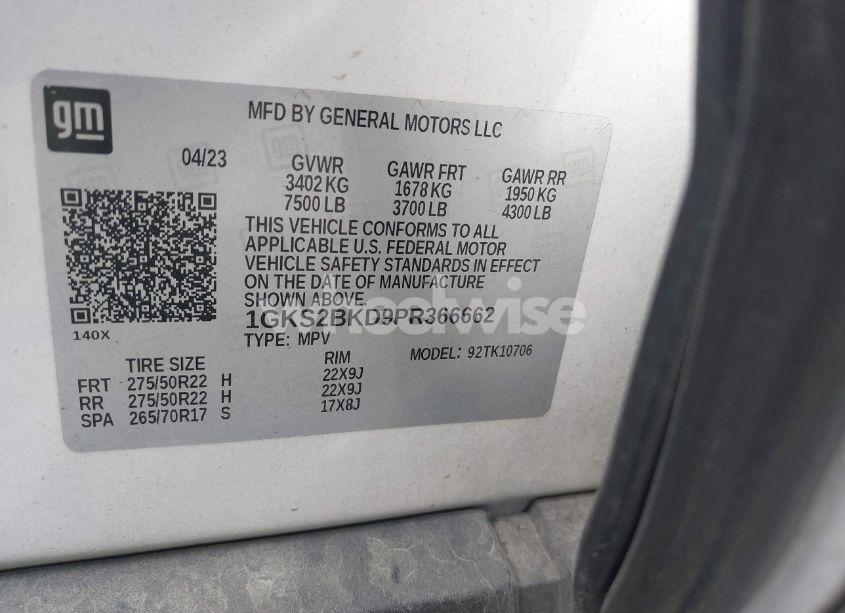 gm
MFD BY GENERAL MOTORS LLC
04/23
GVWR GAWR FRT GAWR RR
3402 KG 1678 KG 1950 KG
7500 LB 3700 LB 4300 LB
THIS VEHICLE CONFORMS TO ALL
APPLICABLE U.S. FEDERAL MOTOR
VEHICLE SAFETY STANDARDS IN EFFECT
ON THE DATE OF MANUFACTURE
SHOWN ABOVE.
1GKS2BKD9PR366662
TYPE: MPV MODEL: 92TK10706
140X
TIRE SIZE RIM
FRT 275/50R22 H 22X9J
RR 275/50R22 H 22X9J
SPA 265/70R17 S 17X8J